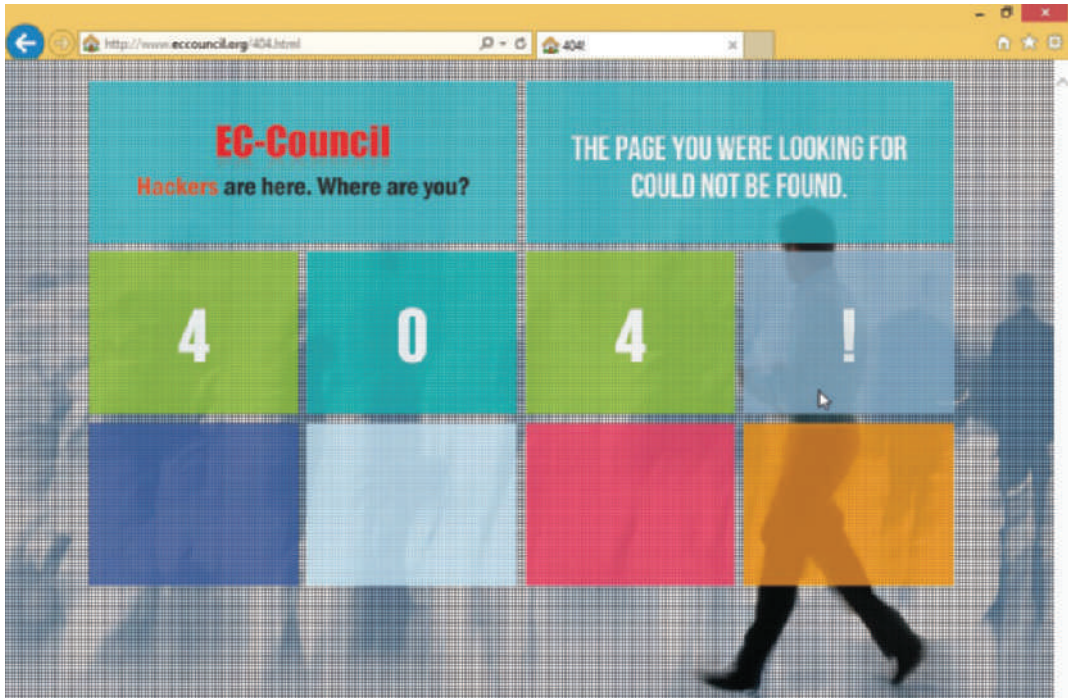 http://www.eccouncil.org/404.html
404!
EC-Council
Hackers are here. Where are you?
THE PAGE YOU WERE LOOKING FOR
COULD NOT BE FOUND.
4 0 4 !